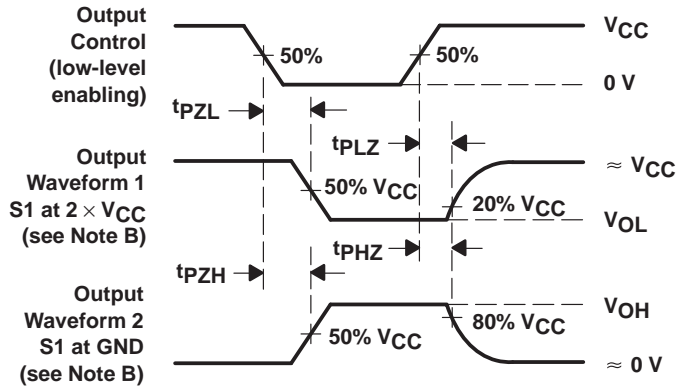 Output
Control
(low-level
enabling)
50%
50%
VCC
0 V
tPZL
tPLZ
Output
Waveform 1
S1 at 2 × VCC
(see Note B)
50% VCC
20% VCC
≈ VCC
VOL
tPZH
tPHZ
Output
Waveform 2
S1 at GND
(see Note B)
50% VCC
80% VCC
VOH
≈ 0 V